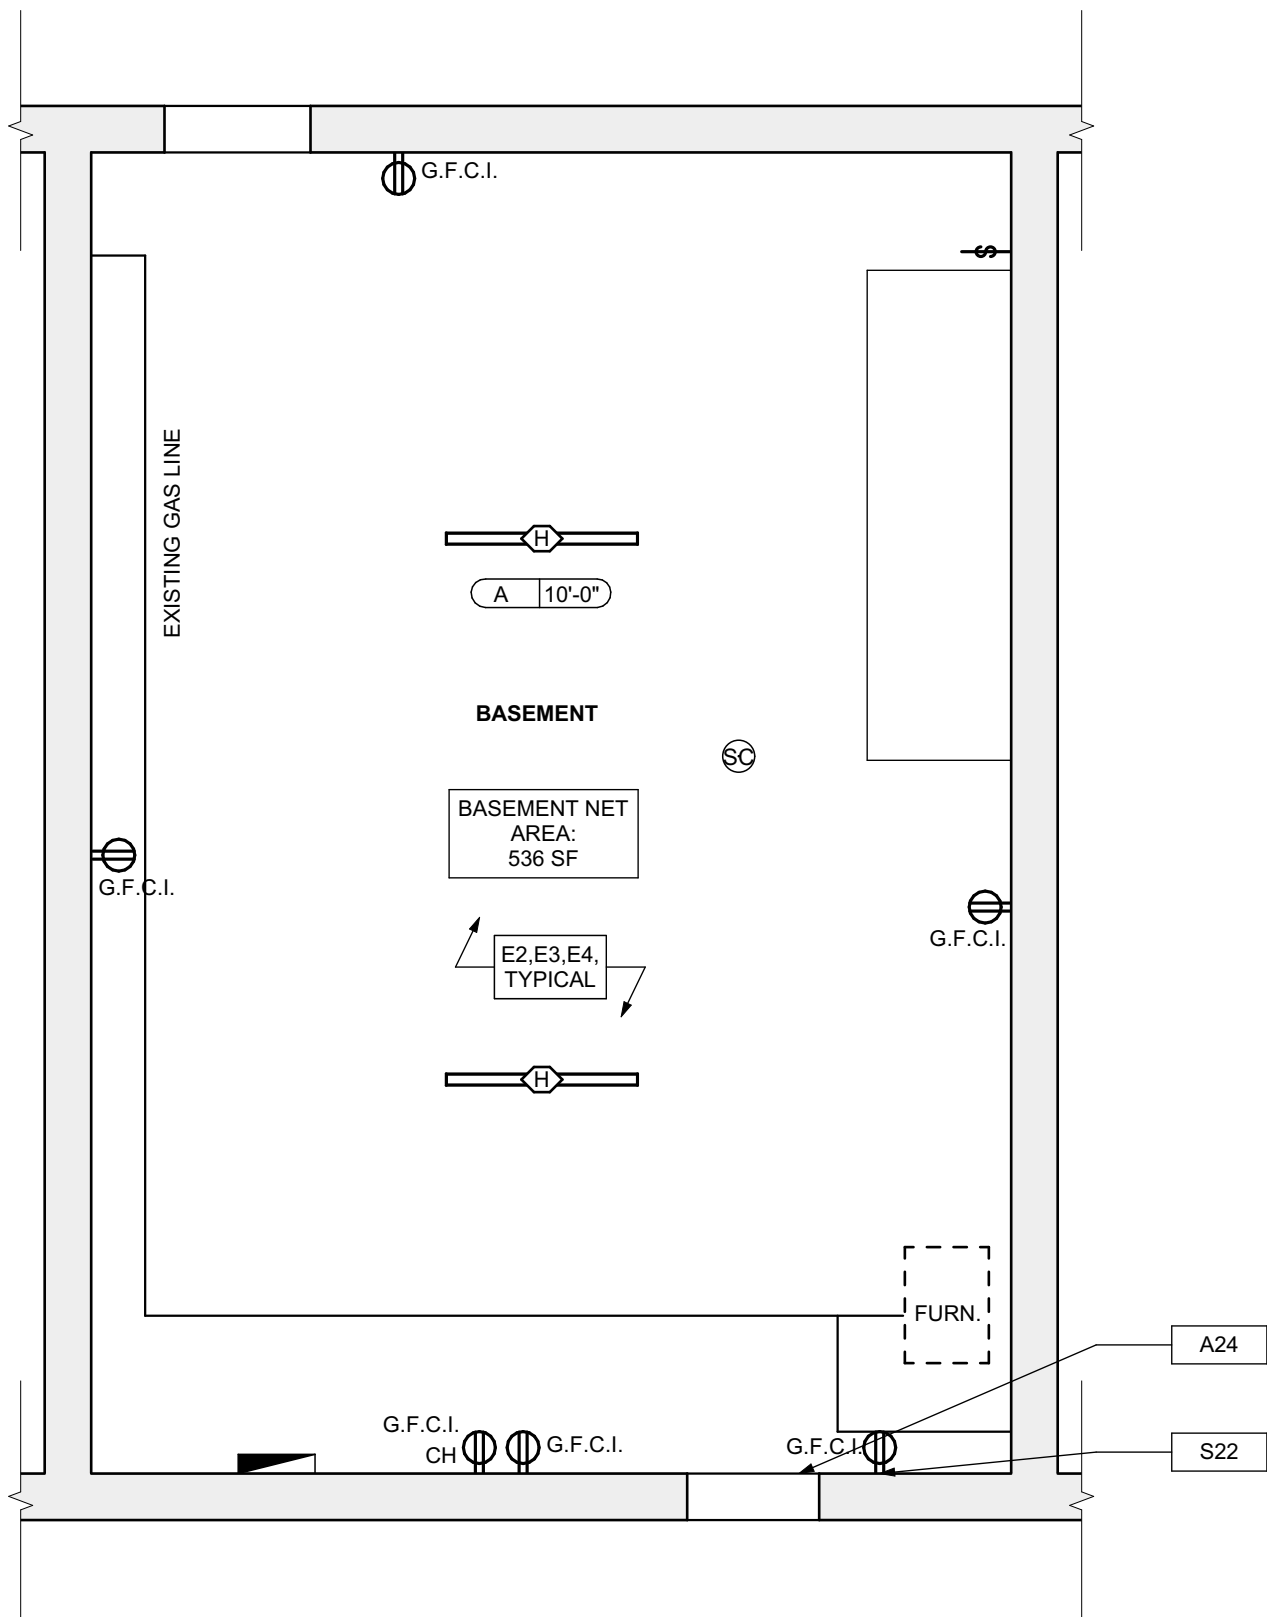 G.F.C.I.
S
EXISTING GAS LINE
H
A 10'-0"
BASEMENT
SC
BASEMENT NET
AREA:
536 SF
G.F.C.I.
G.F.C.I.
E2,E3,E4,
TYPICAL
H
FURN.
A24
G.F.C.I.
CH
G.F.C.I.
G.F.C.I.
S22